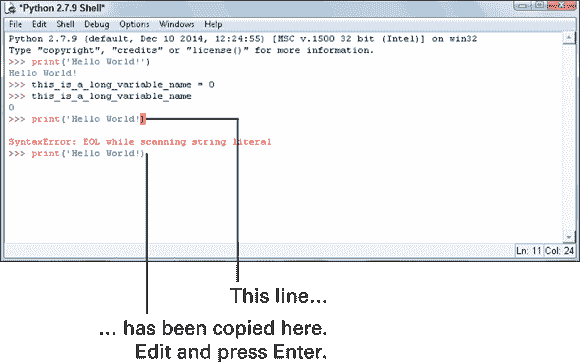 *Python 2.7.9 Shell*
File Edit Shell Debug Options Windows Help
Python 2.7.9 (default, Dec 10 2014, 12:24:55) [MSC v.1500 32 bit (Intel)] on win32
Type "copyright", "credits" or "license()" for more information.
>>> print('Hello World!')
Hello World!
>>> this_is_a_long_variable_name = 0
>>> this_is_a_long_variable_name
0
>>> print('Hello World!)
SyntaxError: EOL while scanning string literal
>>> print('Hello World!)
Ln: 11 Col: 24
This line...
... has been copied here.
Edit and press Enter.